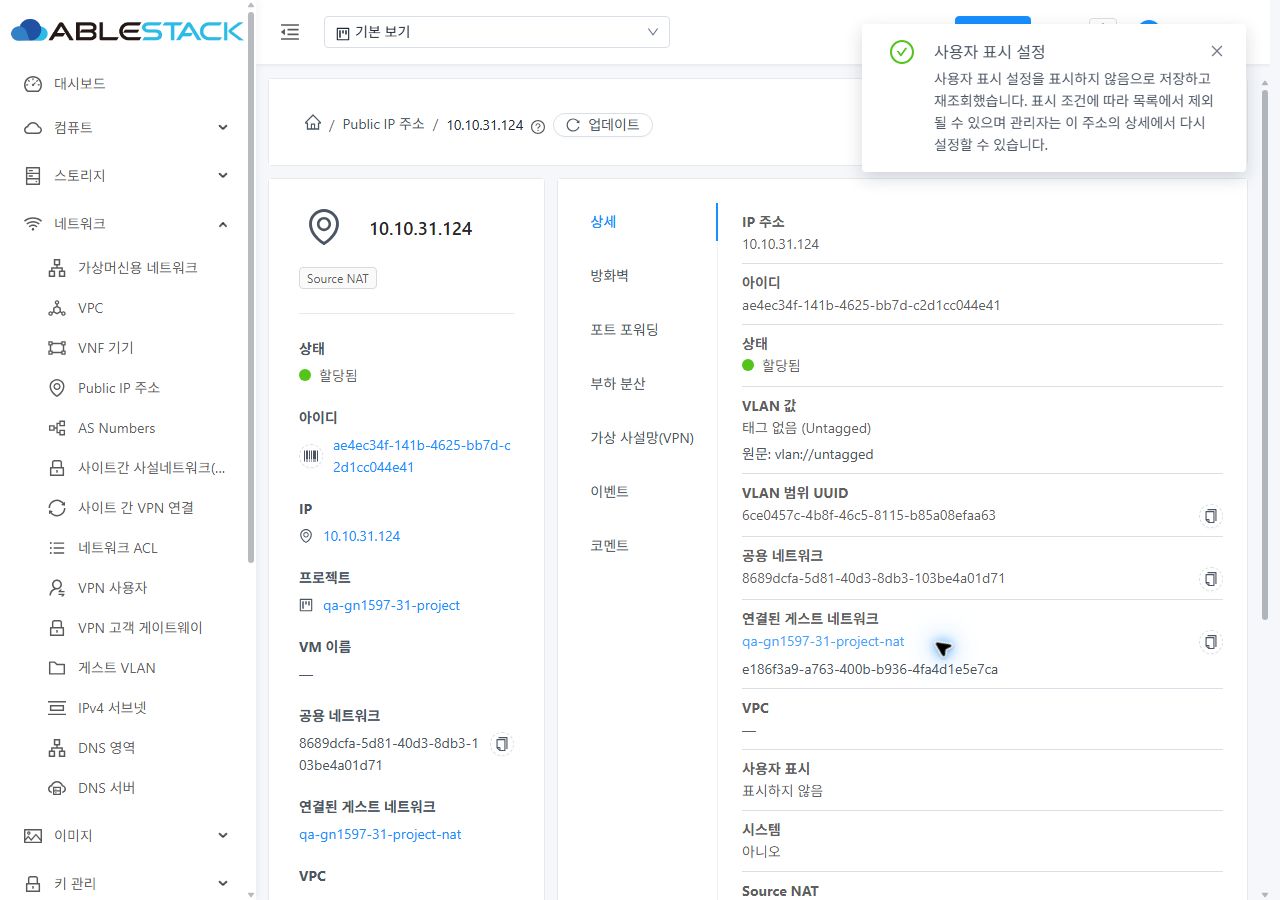 ABLESTACK
기본 보기
사용자 표시 설정
사용자 표시 설정을 표시하지 않음으로 저장하고
재조회했습니다. 표시 조건에 따라 목록에서 제외
될 수 있으며 관리자는 이 주소의 상세에서 다시
설정할 수 있습니다.
대시보드
컴퓨트
스토리지
네트워크
가상머신용 네트워크
VPC
VNF 기기
Public IP 주소
AS Numbers
사이트간 사설네트워크(...
사이트 간 VPN 연결
네트워크 ACL
VPN 사용자
VPN 고객 게이트웨이
게스트 VLAN
IPv4 서브넷
DNS 영역
DNS 서버
이미지
키 관리
/ Public IP 주소 / 10.10.31.124
업데이트
10.10.31.124
Source NAT
상태
할당됨
아이디
ae4ec34f-141b-4625-bb7d-c
2d1cc044e41
IP
10.10.31.124
프로젝트
qa-gn1597-31-project
VM 이름
—
공용 네트워크
8689dcfa-5d81-40d3-8db3-1
03be4a01d71
연결된 게스트 네트워크
qa-gn1597-31-project-nat
VPC
상세
방화벽
포트 포워딩
부하 분산
가상 사설망(VPN)
이벤트
코멘트
IP 주소
10.10.31.124
아이디
ae4ec34f-141b-4625-bb7d-c2d1cc044e41
상태
할당됨
VLAN 값
태그 없음 (Untagged)
원문: vlan://untagged
VLAN 범위 UUID
6ce0457c-4b8f-46c5-8115-b85a08efaa63
공용 네트워크
8689dcfa-5d81-40d3-8db3-103be4a01d71
연결된 게스트 네트워크
qa-gn1597-31-project-nat
e186f3a9-a763-400b-b936-4fa4d1e5e7ca
VPC
—
사용자 표시
표시하지 않음
시스템
아니오
Source NAT